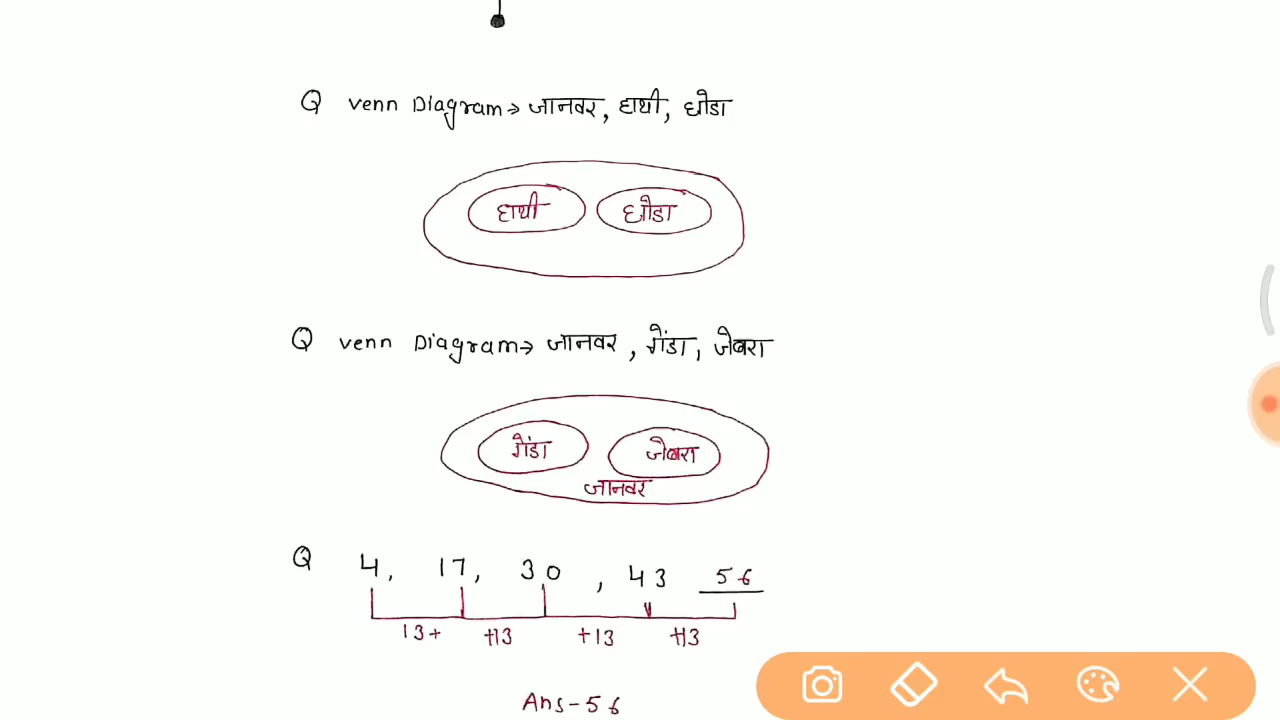 Q venn Diagram → जानवर, हाथी, घोडा
हाथी घोडा
Q venn Diagram → जानवर, गेंडा, जेबरा
गेंडा जेबरा
जानवर
Q 4, 17, 30, 43 56
13+ +13 +13 +13
Ans-56